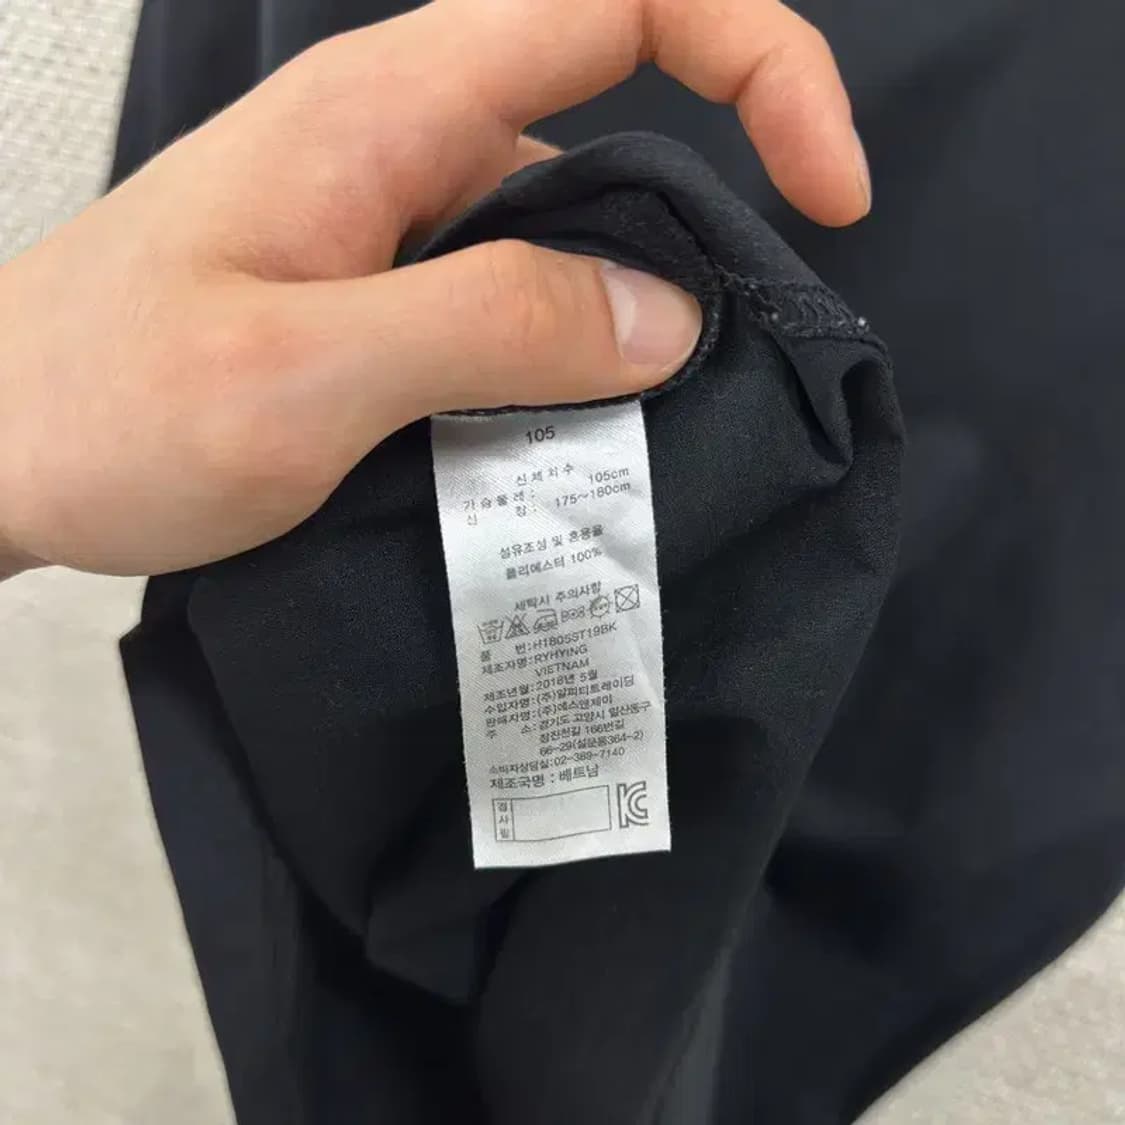 105
신체치수
가슴둘레 : 105cm
신 장 : 175~180cm
섬유조성 및 혼용율
폴리에스터 100%
세탁시 주의사항
품 번:H1805ST19BK
제조자명:RYHYING
VIETNAM
제조년월:2018년 5월
수입자명:(주)알피티트레이딩
판매자명:(주)에스앤제이
주 소:경기도 고양시 일산동구
장진천길 166번길
66-29(설문동364-2)
소비자상담실:02-389-7140
제조국명 : 베트남
검사필
KC